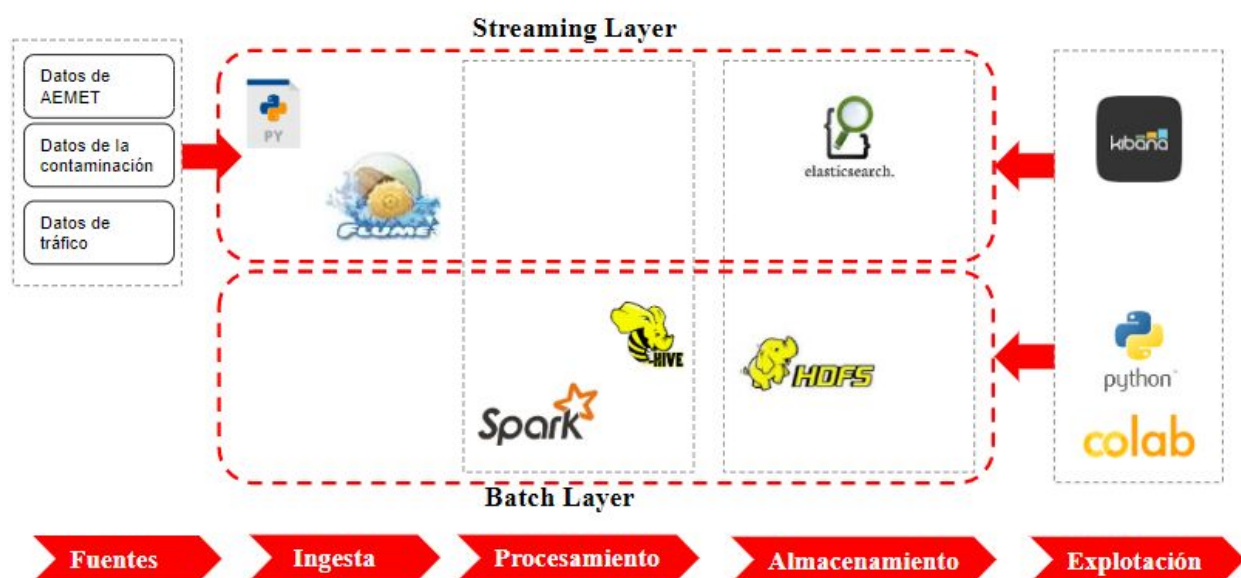 Streaming Layer
Datos de
AEMET
Datos de la
contaminación
Datos de
tráfico
PY
FLUME
elasticsearch.
kibana
HIVE
Spark
HDFS
python
colab
Batch Layer
Fuentes
Ingesta
Procesamiento
Almacenamiento
Explotación